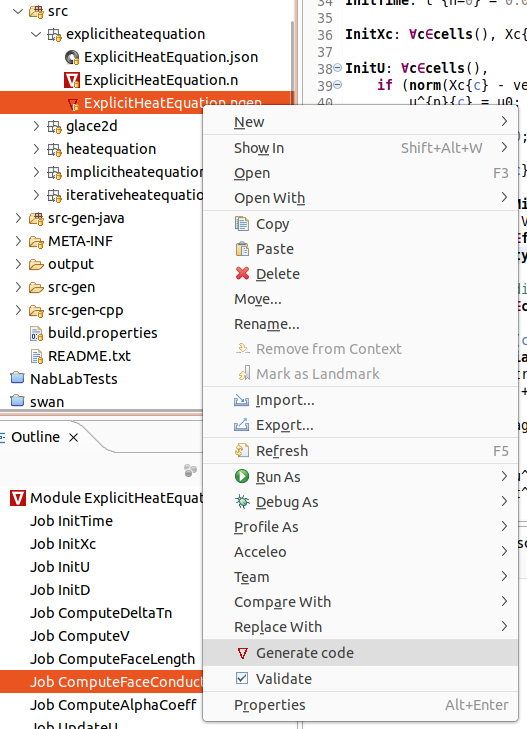 src
explicitheatequation
ExplicitHeatEquation.json
ExplicitHeatEquation.n
ExplicitHeatEquation.ngen
glace2d
heatequation
implicitheatequation
iterativeheatequation
src-gen-java
META-INF
output
src-gen
src-gen-cpp
build.properties
README.txt
NabLabTests
swan
Outline
Module ExplicitHeatEquat
Job InitTime
Job InitXc
Job InitU
Job InitD
Job ComputeDeltaTn
Job ComputeV
Job ComputeFaceLength
Job ComputeFaceConduct
Job ComputeAlphaCoeff
Job UpdateU
34 InitTime: t^{n=0} = 0.0
35
36 InitXc: ∀c∈cells(), Xc{
37
38 InitU: ∀c∈cells(),
39 if (norm(Xc{c} - ve
40 u^{n}{c} = u0;
New
Show In Shift+Alt+W
Open F3
Open With
Copy
Paste
Delete
Move...
Rename...
Remove from Context
Mark as Landmark
Import...
Export...
Refresh F5
Run As
Debug As
Profile As
Acceleo
Team
Compare With
Replace With
Generate code
Validate
Properties Alt+Enter